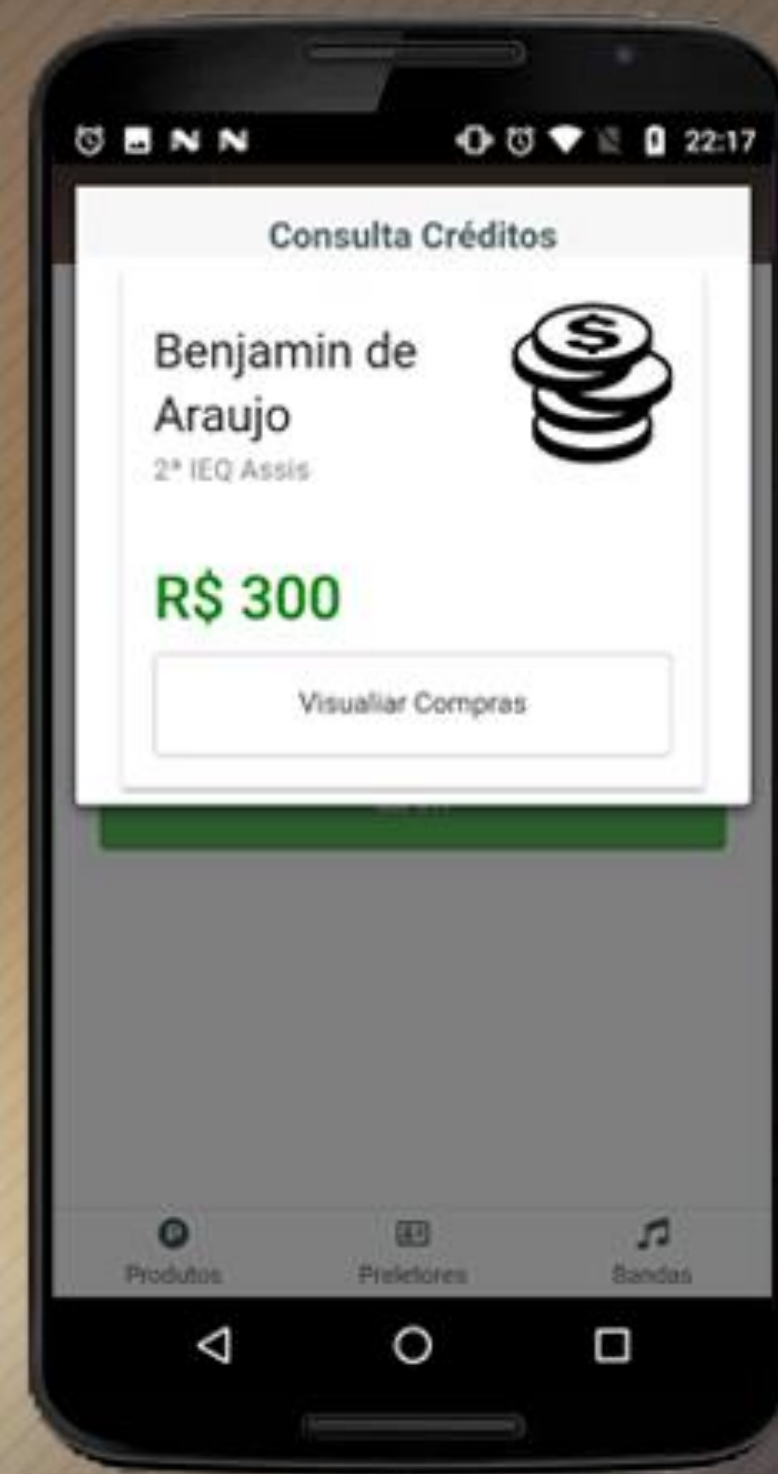 22:17
Consulta Créditos
Benjamin de
Araujo
2ª IEQ Assis
R$ 300
Visualiar Compras
Produtos
Preletores
Bandas